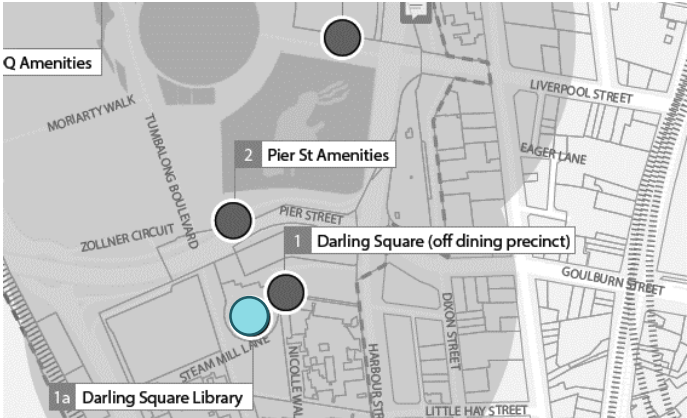 Q Amenities
LIVERPOOL STREET
MORIARTY WALK
TUMBALONG BOULEVARD
EAGER LANE
2 Pier St Amenities
PIER STREET
ZOLLNER CIRCUIT
1 Darling Square (off dining precinct)
GOULBURN STREET
DIXON STREET
STEAM MILL LANE
NICOLLE WAL
HARBOUR STR
1a Darling Square Library
LITTLE HAY STREET